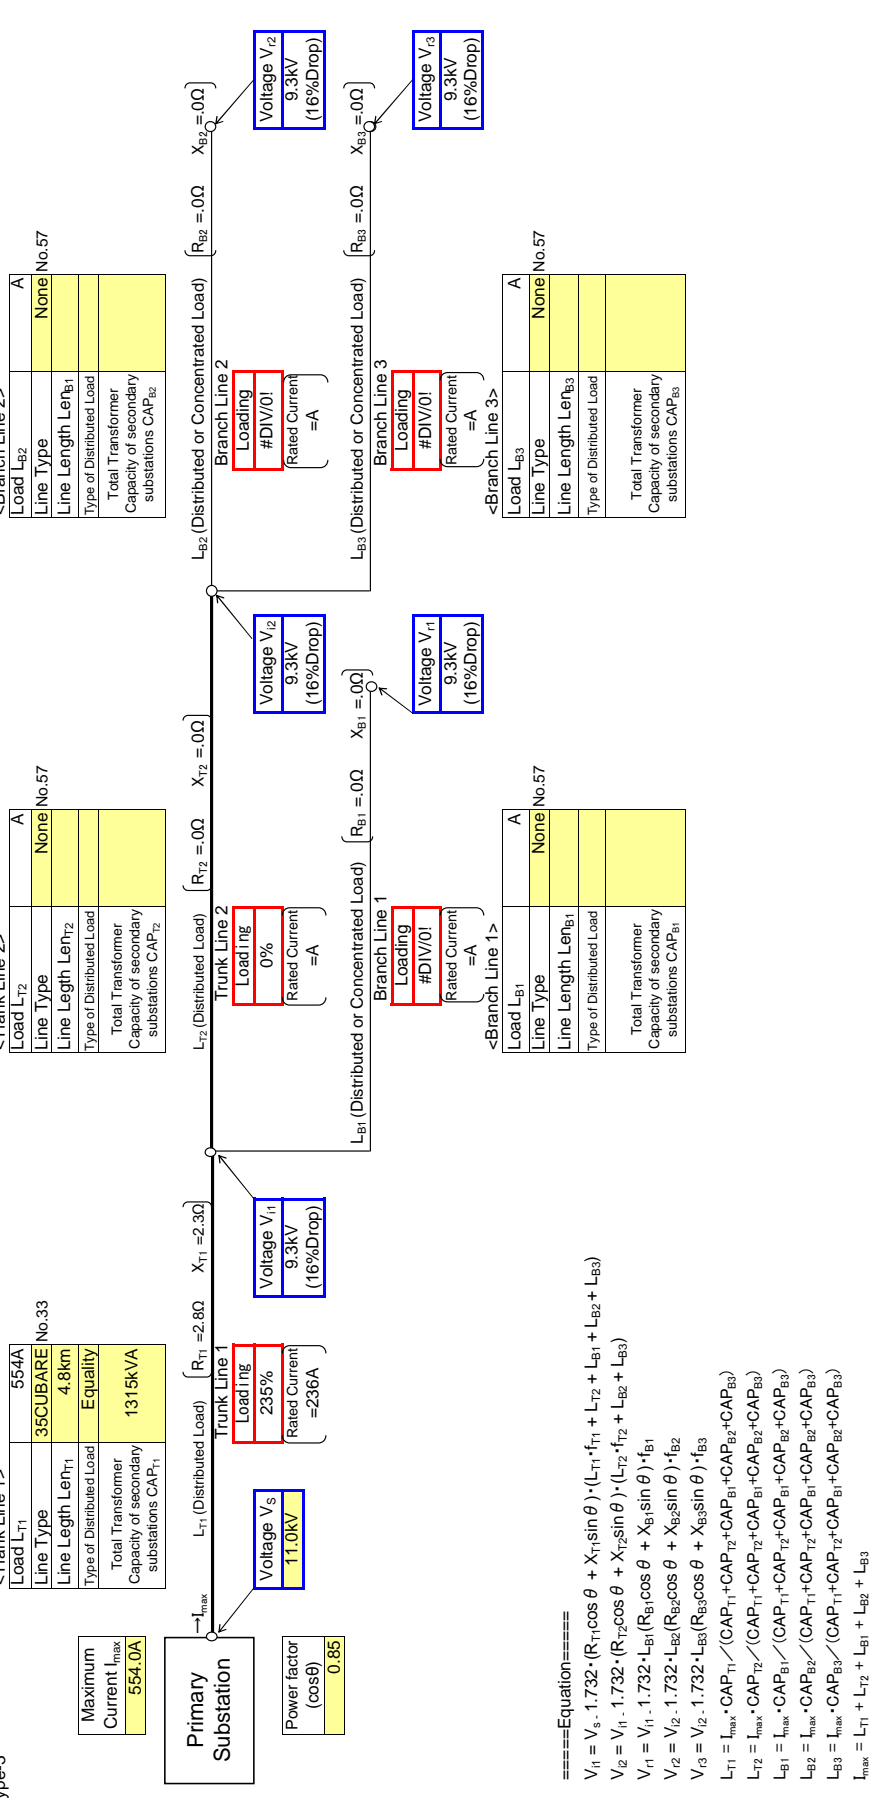 ype-3
Maximum
Current Imax
554.0A
Power factor
(cosθ)
0.85
Primary
Substation
→Imax
Voltage VS
11.0kV
Load LT1 554A
Line Type 35CUBARE No.33
Line Legth LenT1 4.8km
Type of Distributed Load Equality
Total Transformer
Capacity of secondary
substations CAPT1
1315kVA
LT1 (Distributed Load) RT1 =2.8Ω XT1 =2.3Ω
Trunk Line 1
Loading
235%
Rated Current
=236A
Voltage Vi1
9.3kV
(16%Drop)
Load LT2 A
Line Type None No.57
Line Legth LenT2
Type of Distributed Load
Total Transformer
Capacity of secondary
substations CAPT2
LT2 (Distributed Load) RT2 =.0Ω XT2 =.0Ω
Trunk Line 2
Loading
0%
Rated Current
=A
Voltage Vi2
9.3kV
(16%Drop)
LB1 (Distributed or Concentrated Load) RB1 =.0Ω XB1 =.0Ω
Branch Line 1
Loading
#DIV/0!
Rated Current
=A
Voltage Vr1
9.3kV
(16%Drop)
<Branch Line 1>
Load LB1 A
Line Type None No.57
Line Length LenB1
Type of Distributed Load
Total Transformer
Capacity of secondary
substations CAPB1
Load LB2 A
Line Type None No.57
Line Length LenB1
Type of Distributed Load
Total Transformer
Capacity of secondary
substations CAPB2
LB2 (Distributed or Concentrated Load) RB2 =.0Ω XB2 =.0Ω
Branch Line 2
Loading
#DIV/0!
Rated Current
=A
Voltage Vr2
9.3kV
(16%Drop)
LB3 (Distributed or Concentrated Load) RB3 =.0Ω XB3 =.0Ω
Branch Line 3
Loading
#DIV/0!
Rated Current
=A
Voltage Vr3
9.3kV
(16%Drop)
<Branch Line 3>
Load LB3 A
Line Type None No.57
Line Length LenB3
Type of Distributed Load
Total Transformer
Capacity of secondary
substations CAPB3
=====Equation=====
Vi1 = Vs - 1.732・(RT1cos θ + XT1sin θ)・(LT1・fT1 + LT2 + LB1 + LB2 + LB3)
Vi2 = Vi1 - 1.732・(RT2cos θ + XT2sin θ)・(LT2・fT2 + LB2 + LB3)
Vr1 = Vi1 - 1.732・LB1(RB1cos θ + XB1sin θ)・fB1
Vr2 = Vi2 - 1.732・LB2(RB2cos θ + XB2sin θ)・fB2
Vr3 = Vi2 - 1.732・LB3(RB3cos θ + XB3sin θ)・fB3
LT1 = Imax・CAPT1／(CAPT1+CAPT2+CAPB1+CAPB2+CAPB3)
LT2 = Imax・CAPT2／(CAPT1+CAPT2+CAPB1+CAPB2+CAPB3)
LB1 = Imax・CAPB1／(CAPT1+CAPT2+CAPB1+CAPB2+CAPB3)
LB2 = Imax・CAPB2／(CAPT1+CAPT2+CAPB1+CAPB2+CAPB3)
LB3 = Imax・CAPB3／(CAPT1+CAPT2+CAPB1+CAPB2+CAPB3)
Imax = LT1 + LT2 + LB1 + LB2 + LB3